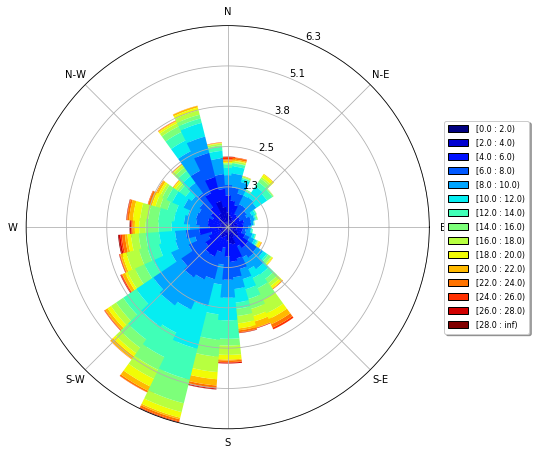 N
6.3
5.1
N-W
N-E
3.8
2.5
1.3
W
E
S-W
S-E
S
[0.0 : 2.0)
[2.0 : 4.0)
[4.0 : 6.0)
[6.0 : 8.0)
[8.0 : 10.0)
[10.0 : 12.0)
[12.0 : 14.0)
[14.0 : 16.0)
[16.0 : 18.0)
[18.0 : 20.0)
[20.0 : 22.0)
[22.0 : 24.0)
[24.0 : 26.0)
[26.0 : 28.0)
[28.0 : inf)